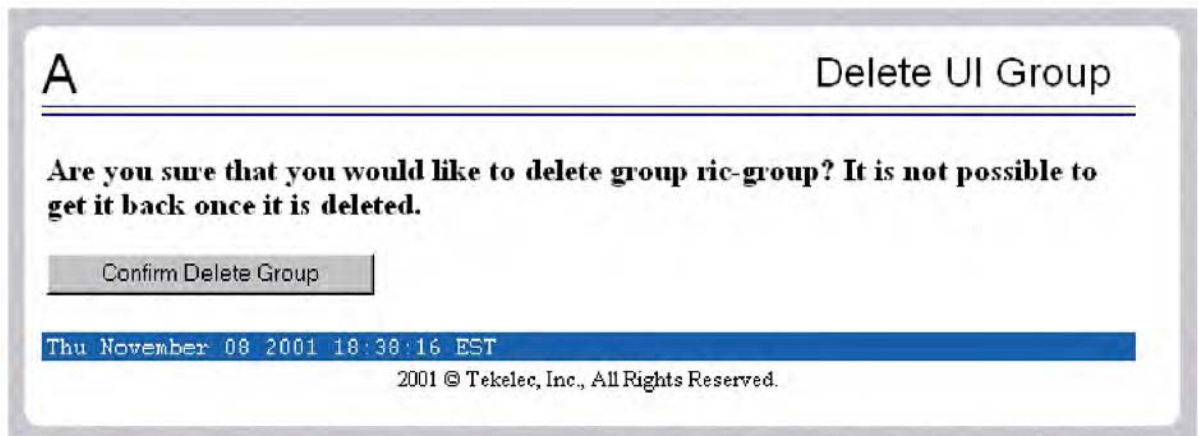 A Delete UI Group
Are you sure that you would like to delete group ric-group? It is not possible to
get it back once it is deleted.
Confirm Delete Group
Thu November 08 2001 18:38:16 EST
2001 © Tekelec, Inc., All Rights Reserved.